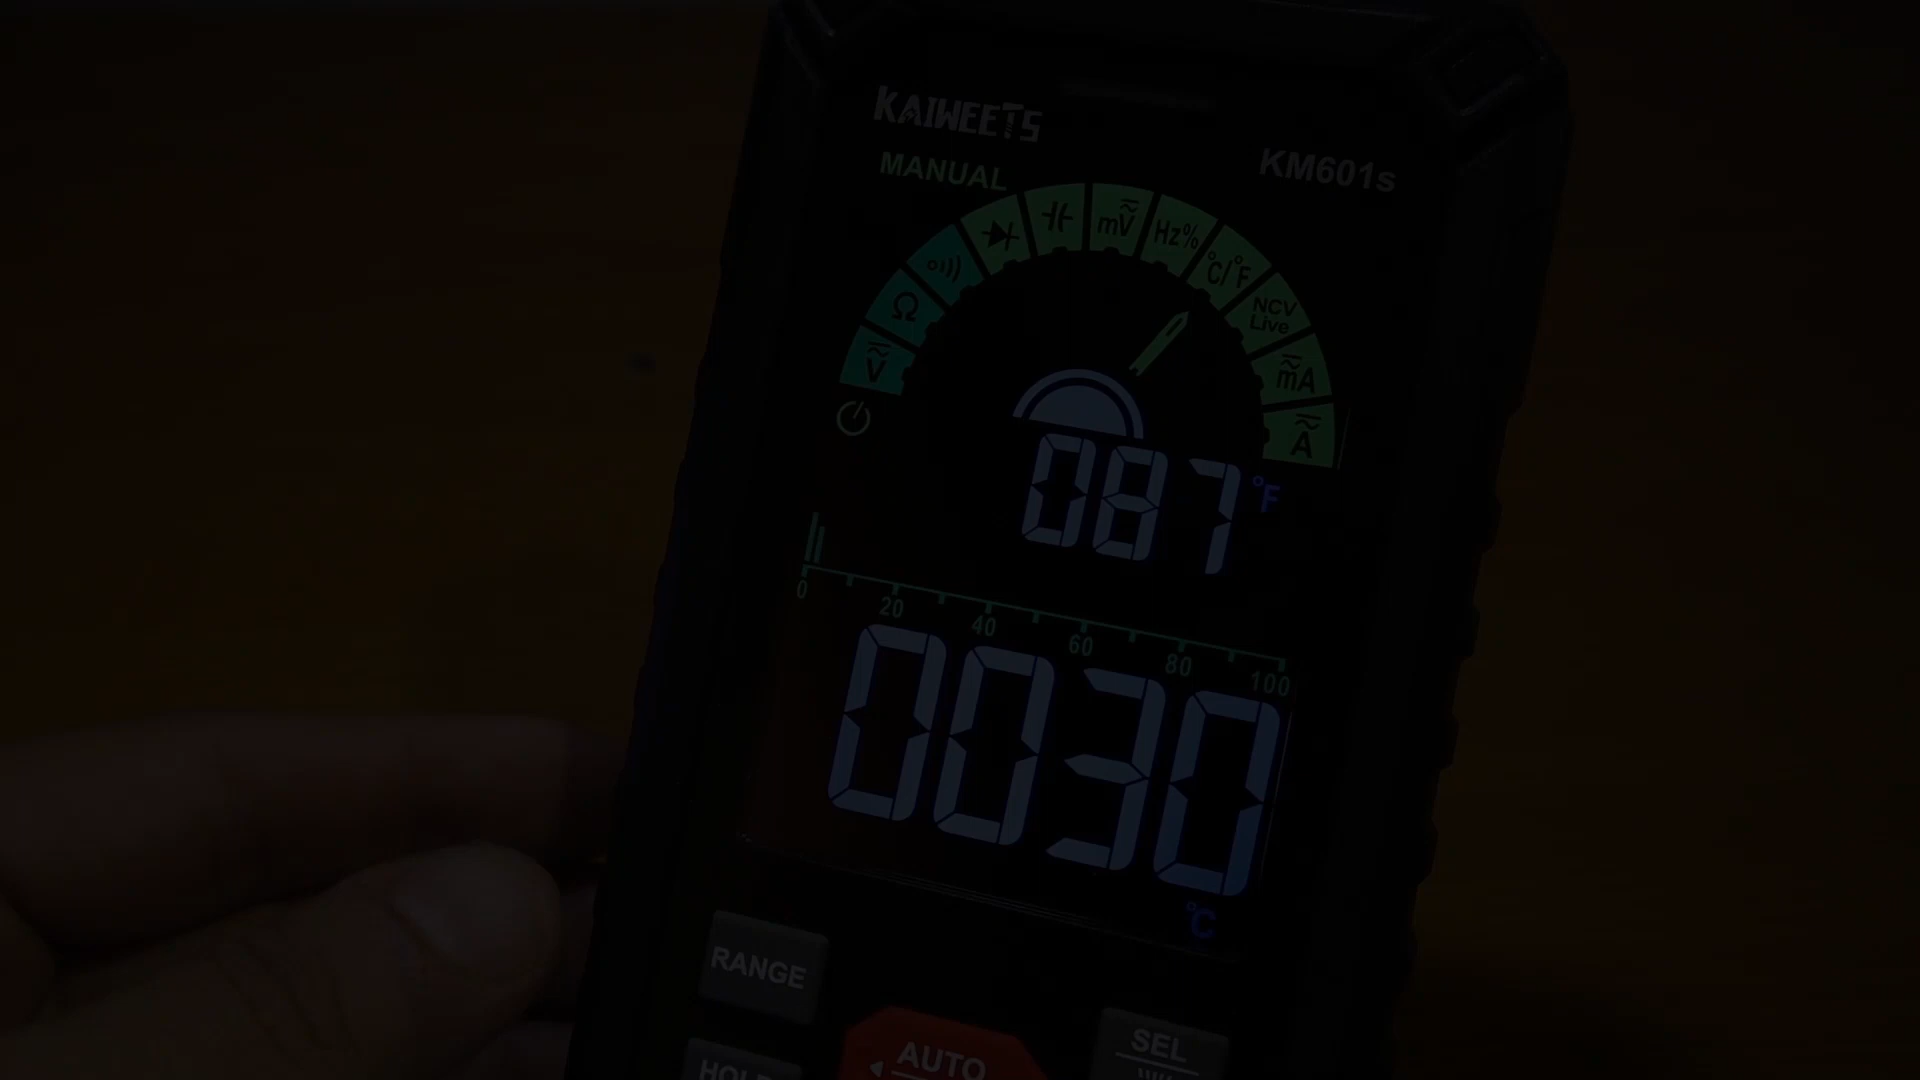 KAIWEETS
KM601s
MANUAL
V
Ω
mV
Hz%
°C/°F
NCV
Live
mA
A
087 °F
0 20 40 60 80 100
0030
°C
RANGE
AUTO
SEL